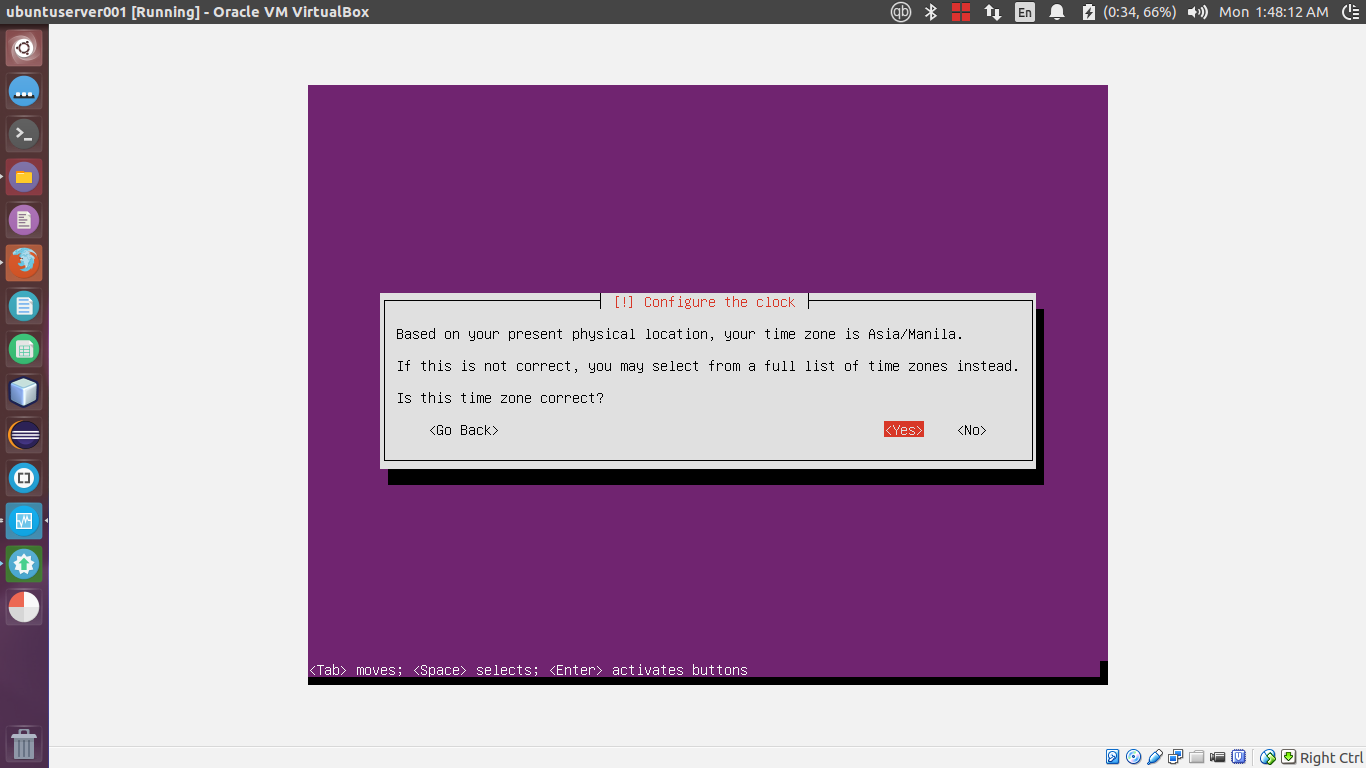 ubuntuserver001 [Running] - Oracle VM VirtualBox
qb
En
(0:34, 66%)
Mon 1:48:12 AM
[!] Configure the clock
Based on your present physical location, your time zone is Asia/Manila.
If this is not correct, you may select from a full list of time zones instead.
Is this time zone correct?
<Go Back>
<Yes>
<No>
<Tab> moves; <Space> selects; <Enter> activates buttons
Right Ctrl